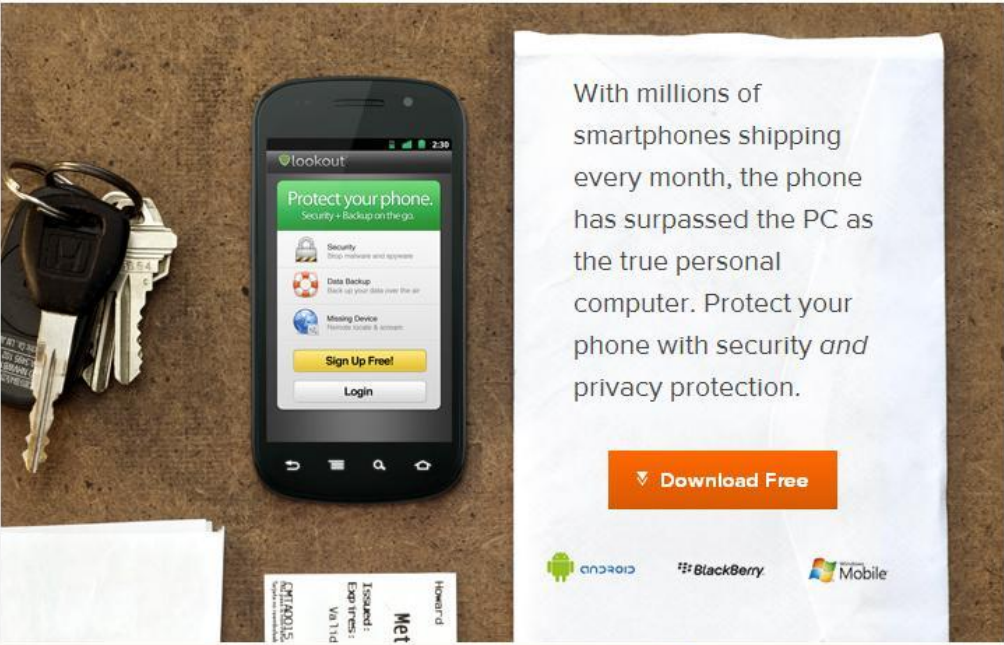 2:30
lookout
Protect your phone.
Security + Backup on the go.
Security
Stop malware and spyware
Data Backup
Back up your data over the air
Missing Device
Remote locate & scream
Sign Up Free!
Login
With millions of
smartphones shipping
every month, the phone
has surpassed the PC as
the true personal
computer. Protect your
phone with security and
privacy protection.
Download Free
android
BlackBerry
Windows
Mobile
Howard
Met
Issued:
Expires:
Valid
CMTA0015